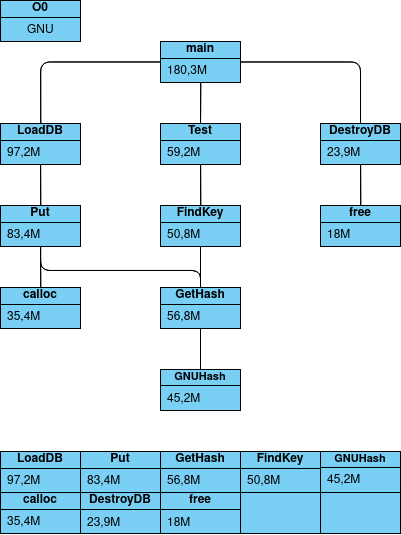 O0
GNU
main
180,3M
LoadDB Test DestroyDB
97,2M 59,2M 23,9M
Put FindKey free
83,4M 50,8M 18M
calloc GetHash
35,4M 56,8M
GNUHash
45,2M
LoadDB Put GetHash FindKey GNUHash
97,2M 83,4M 56,8M 50,8M 45,2M
calloc DestroyDB free
35,4M 23,9M 18M